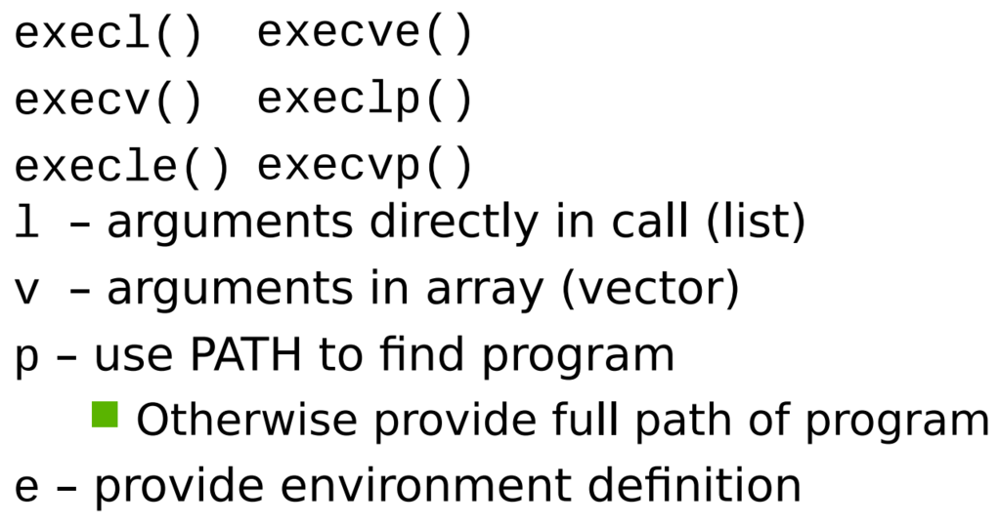 execl() execve()
execv() execlp()
execle() execvp()
l – arguments directly in call (list)
v – arguments in array (vector)
p – use PATH to find program
Otherwise provide full path of program
e – provide environment definition